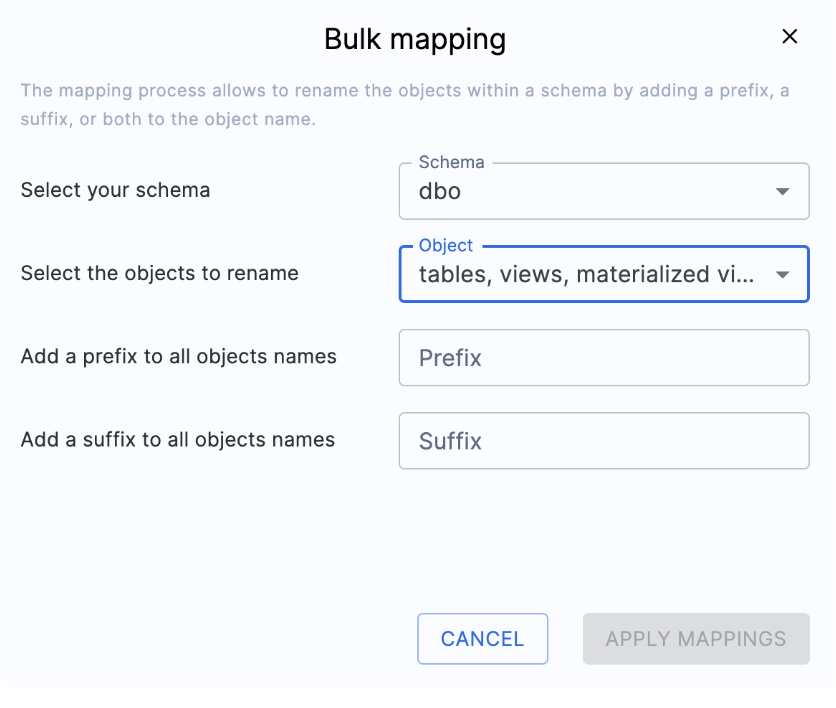 Bulk mapping
The mapping process allows to rename the objects within a schema by adding a prefix, a
suffix, or both to the object name.
Schema
Select your schema
dbo
Object
Select the objects to rename
tables, views, materialized vi...
Add a prefix to all objects names
Prefix
Add a suffix to all objects names
Suffix
CANCEL
APPLY MAPPINGS